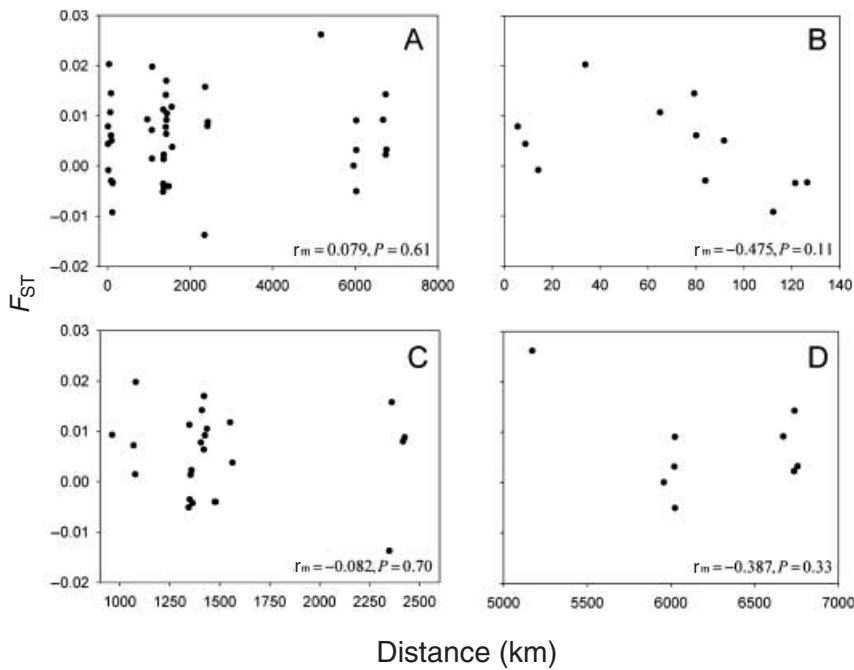 0.03
0.02
0.01
0.00
−0.01
−0.02
A
rm = 0.079, P = 0.61
0 2000 4000 6000 8000
B
rm = −0.475, P = 0.11
0 20 40 60 80 100 120 140
FST
0.03
0.02
0.01
0.00
−0.01
−0.02
C
rm = −0.082, P = 0.70
1000 1250 1500 1750 2000 2250 2500
D
rm = −0.387, P = 0.33
5000 5500 6000 6500 7000
Distance (km)